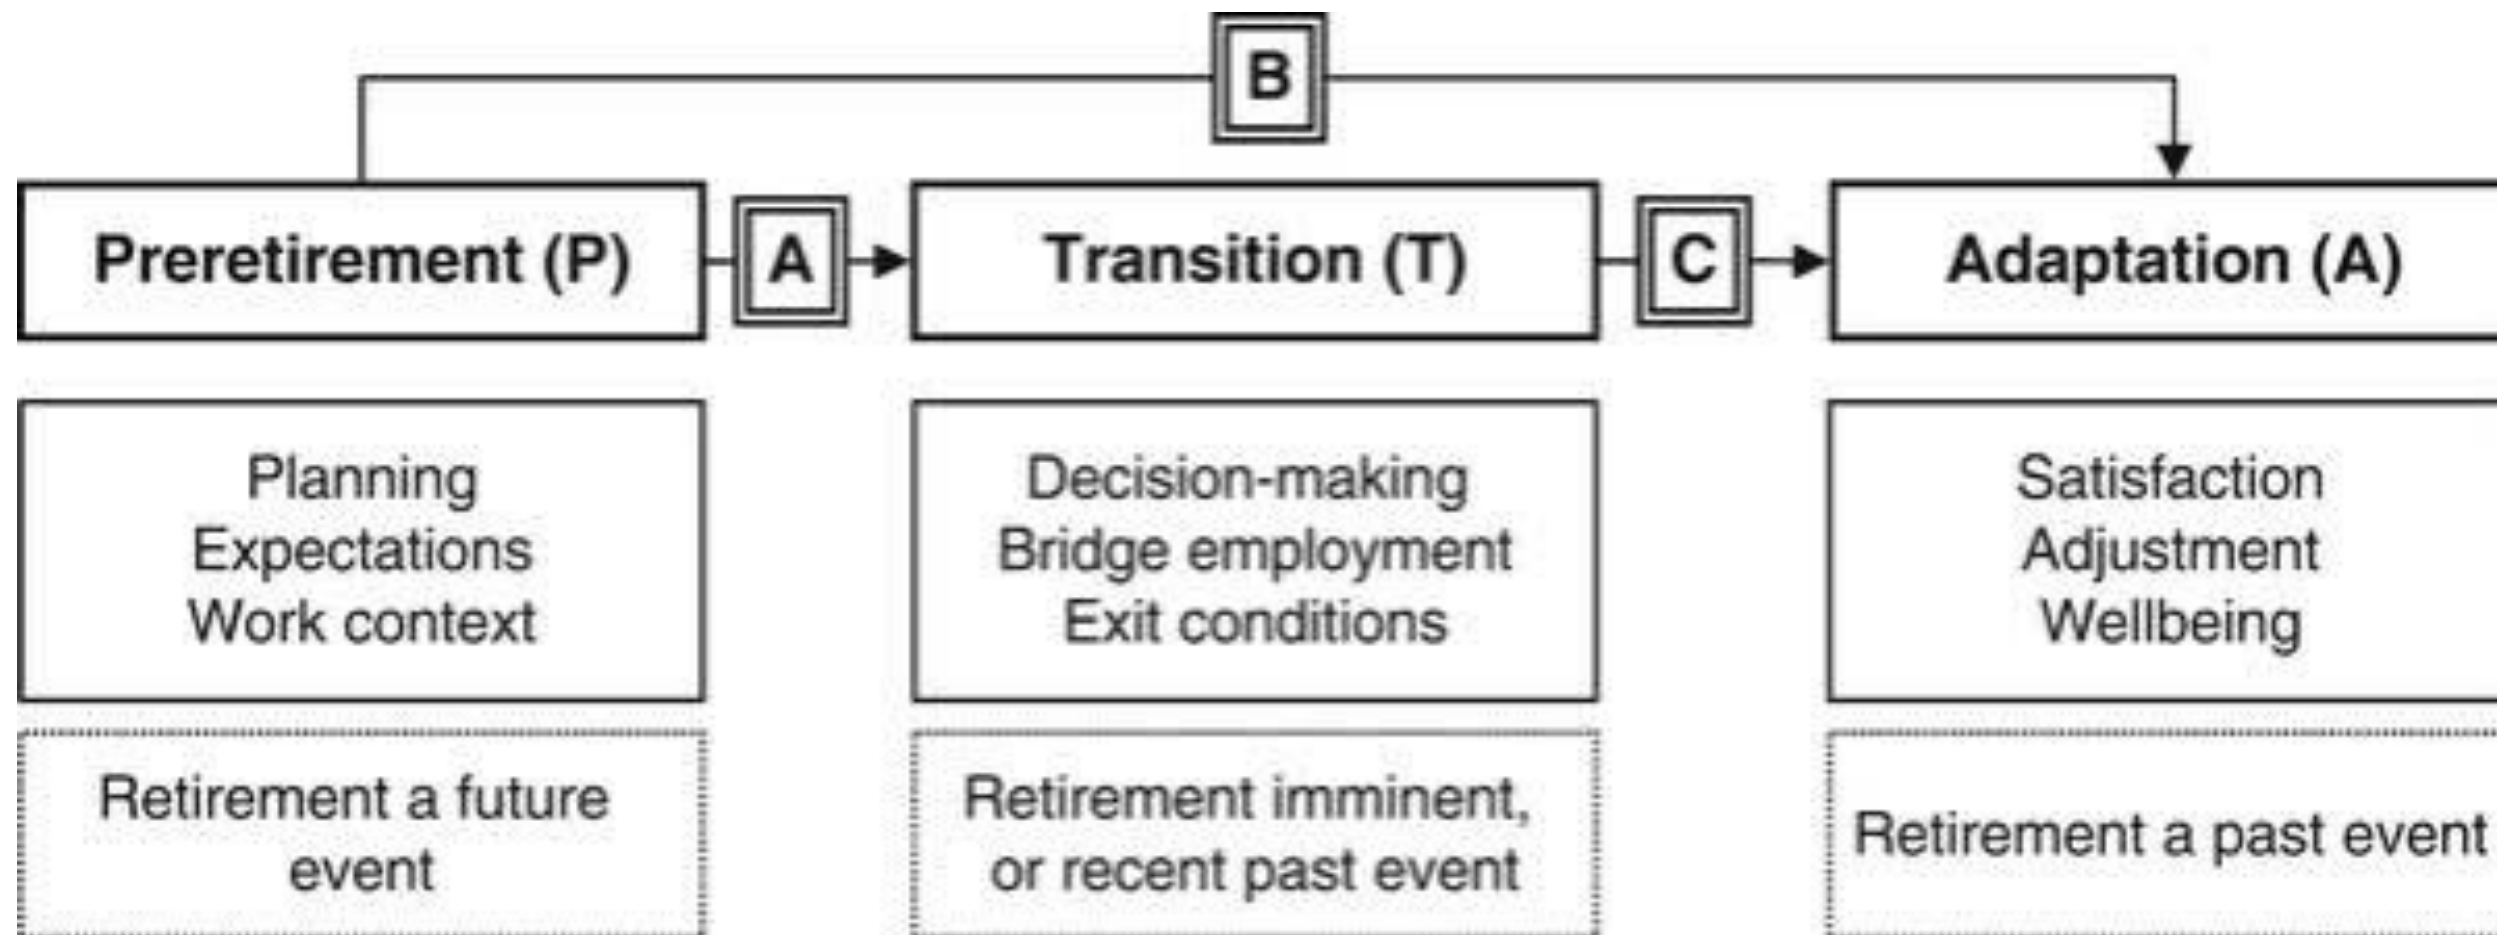 B
Preretirement (P)
A
Transition (T)
C
Adaptation (A)
Planning
Expectations
Work context
Decision-making
Bridge employment
Exit conditions
Satisfaction
Adjustment
Wellbeing
Retirement a future
event
Retirement imminent,
or recent past event
Retirement a past event